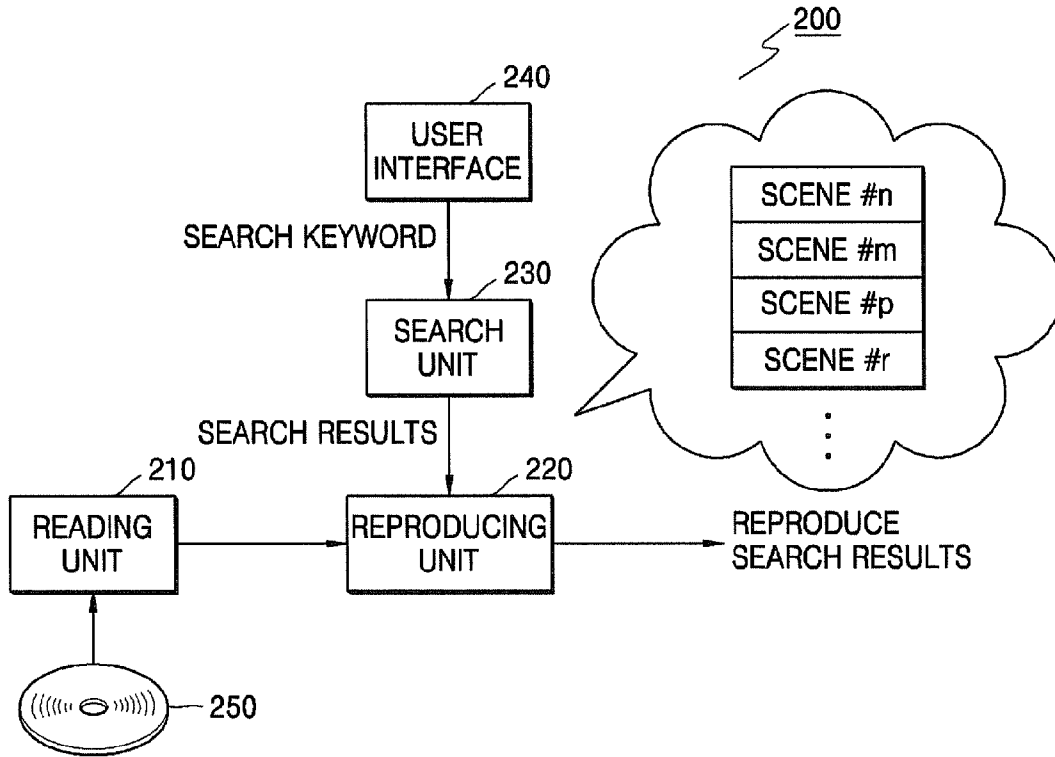 200
240
USER
INTERFACE
SCENE #n
SEARCH KEYWORD
SCENE #m
230
SCENE #p
SEARCH
UNIT
SCENE #r
SEARCH RESULTS
210
220
READING
UNIT
REPRODUCING
UNIT
REPRODUCE
SEARCH RESULTS
250